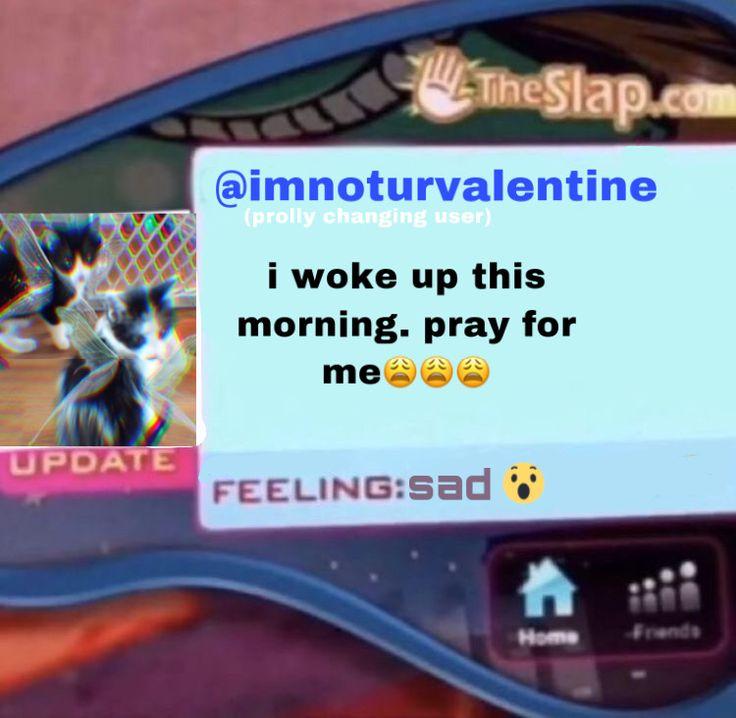 TheSlap.com
@imnoturvalentine
(prolly changing user)
i woke up this
morning. pray for
me😩😩😩
UPDATE
FEELING:sad 😯
Home
Friends